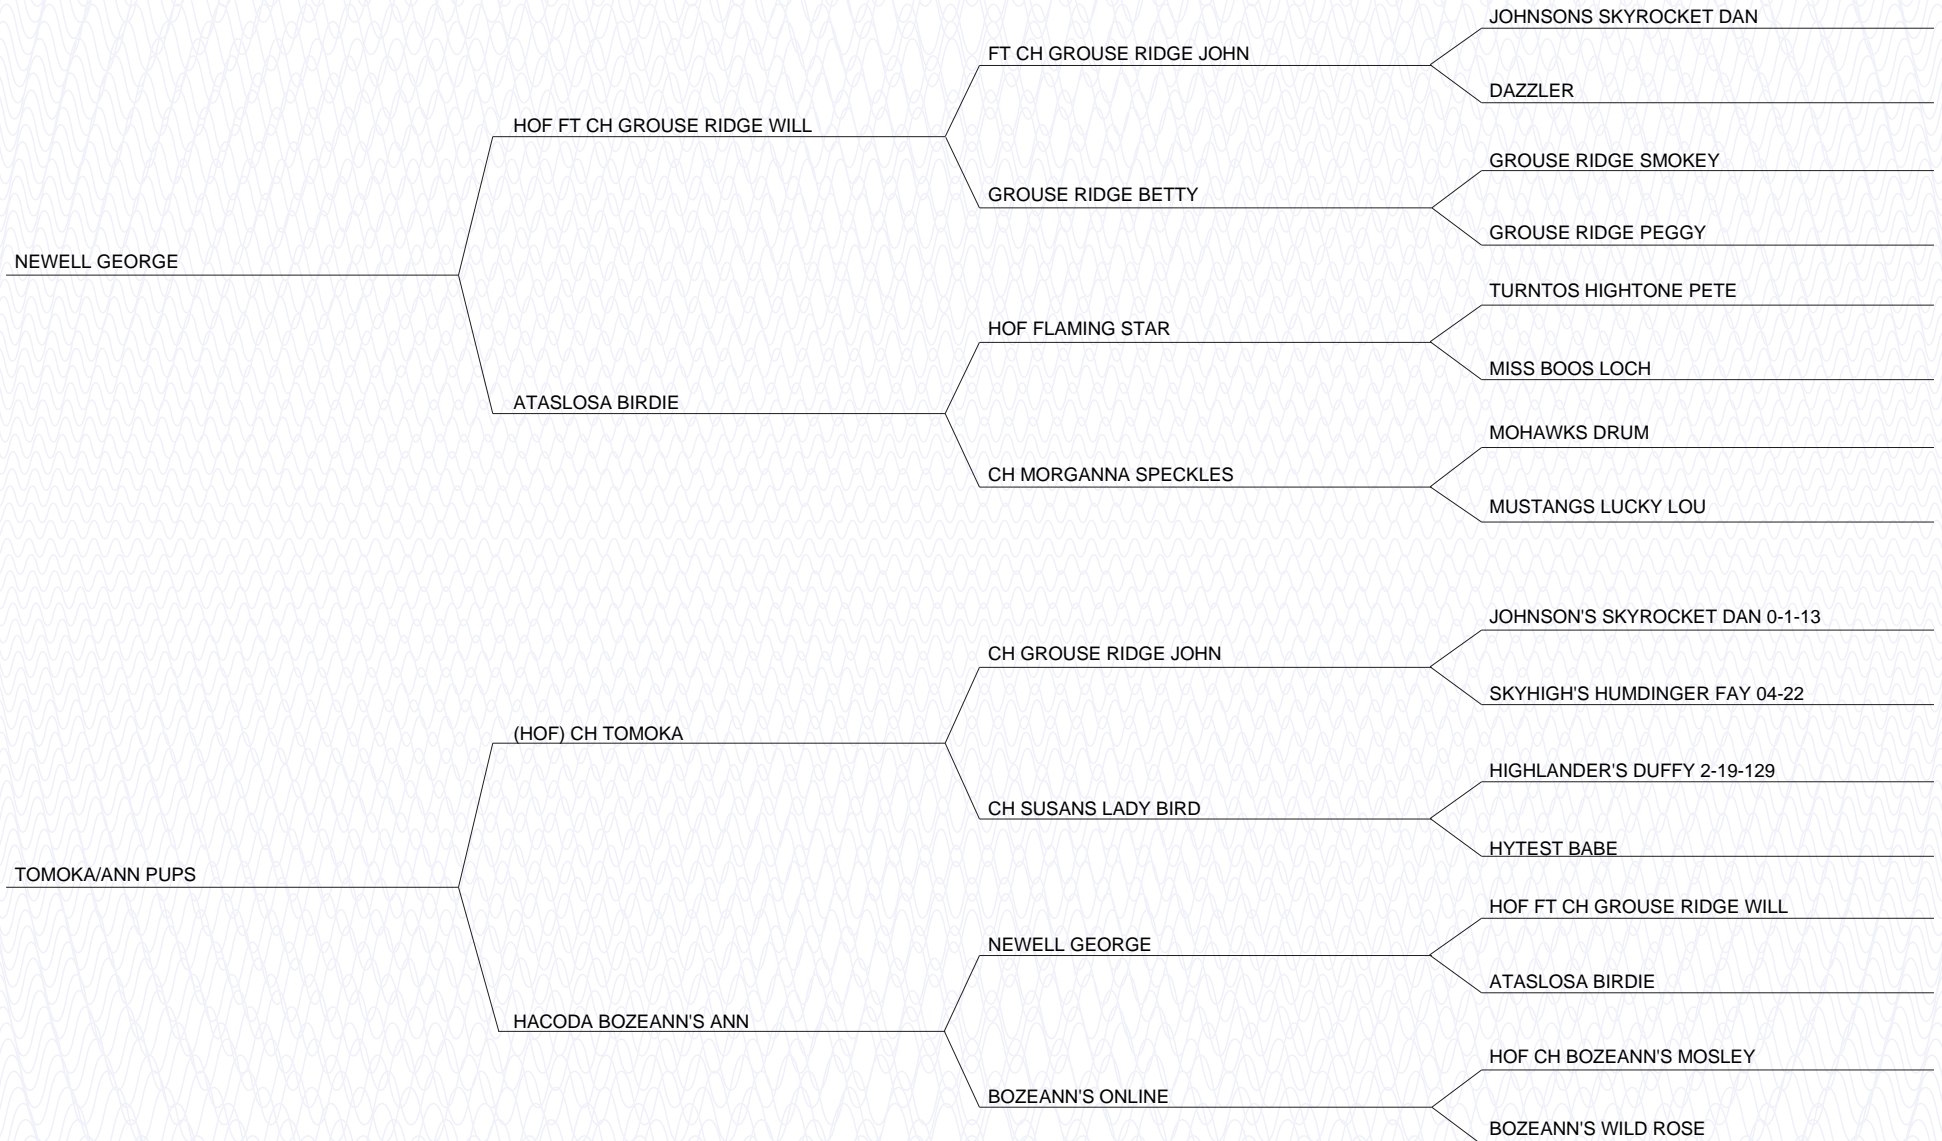 JOHNSONS SKYROCKET DAN
FT CH GROUSE RIDGE JOHN
DAZZLER
HOF FT CH GROUSE RIDGE WILL
GROUSE RIDGE SMOKEY
GROUSE RIDGE BETTY
GROUSE RIDGE PEGGY
NEWELL GEORGE
TURNTOS HIGHTONE PETE
HOF FLAMING STAR
MISS BOOS LOCH
ATASLOSA BIRDIE
MOHAWKS DRUM
CH MORGANNA SPECKLES
MUSTANGS LUCKY LOU
JOHNSON'S SKYROCKET DAN 0-1-13
CH GROUSE RIDGE JOHN
SKYHIGH'S HUMDINGER FAY 04-22
(HOF) CH TOMOKA
HIGHLANDER'S DUFFY 2-19-129
CH SUSANS LADY BIRD
HYTEST BABE
TOMOKA/ANN PUPS
HOF FT CH GROUSE RIDGE WILL
NEWELL GEORGE
ATASLOSA BIRDIE
HACODA BOZEANN'S ANN
HOF CH BOZEANN'S MOSLEY
BOZEANN'S ONLINE
BOZEANN'S WILD ROSE